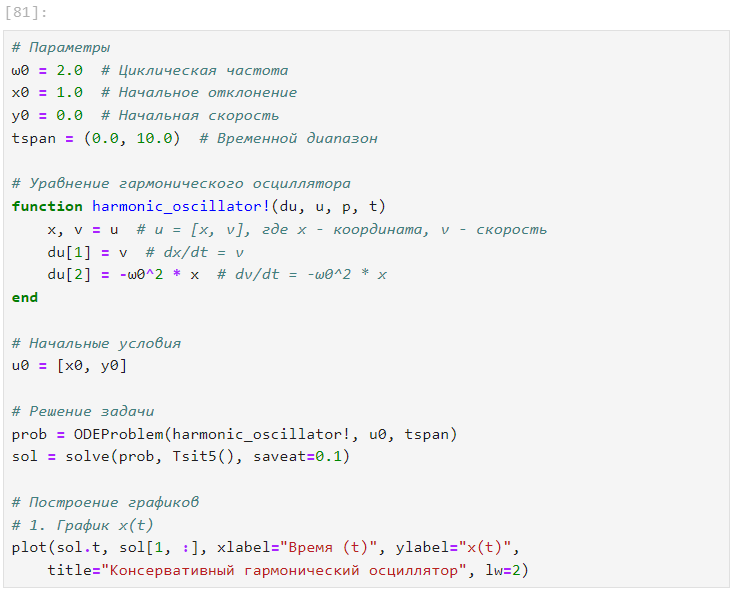 [81]:
# Параметры
ω0 = 2.0  # Циклическая частота
x0 = 1.0  # Начальное отклонение
y0 = 0.0  # Начальная скорость
tspan = (0.0, 10.0)  # Временной диапазон
# Уравнение гармонического осциллятора
function harmonic_oscillator!(du, u, p, t)
    x, v = u  # u = [x, v], где x - координата, v - скорость
    du[1] = v  # dx/dt = v
    du[2] = -ω0^2 * x  # dv/dt = -ω0^2 * x
end
# Начальные условия
u0 = [x0, y0]
# Решение задачи
prob = ODEProblem(harmonic_oscillator!, u0, tspan)
sol = solve(prob, Tsit5(), saveat=0.1)
# Построение графиков
# 1. График x(t)
plot(sol.t, sol[1, :], xlabel="Время (t)", ylabel="x(t)",
    title="Консервативный гармонический осциллятор", lw=2)